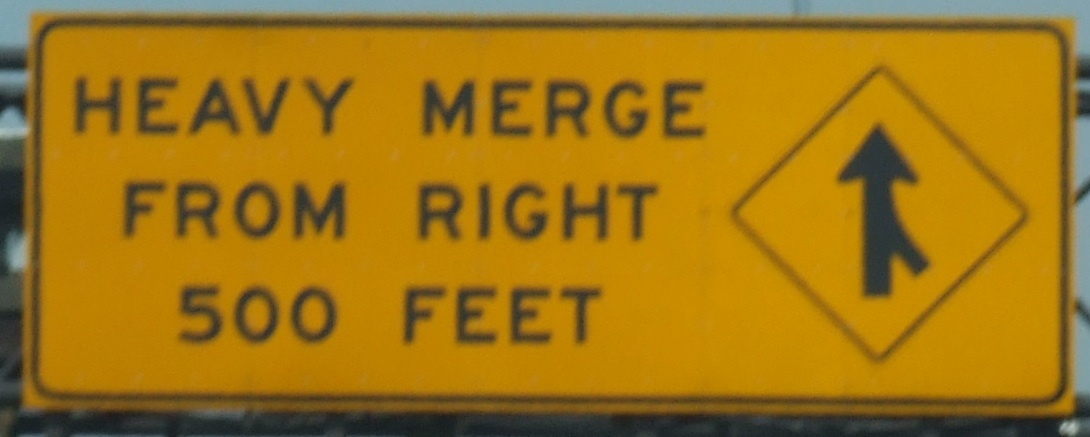 HEAVY MERGE
FROM RIGHT
500 FEET